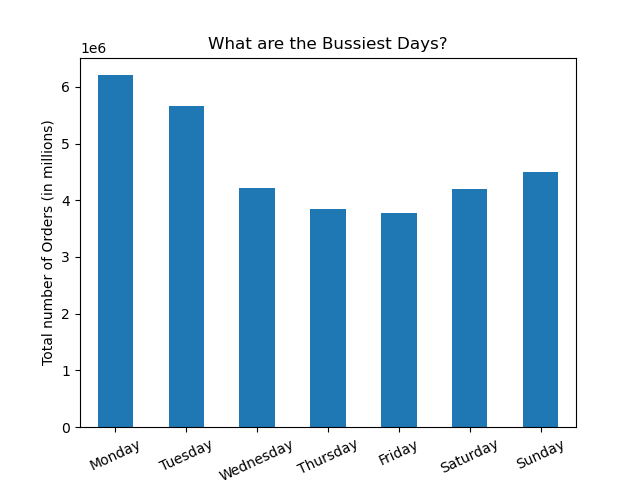 What are the Bussiest Days?
1e6
Total number of Orders (in millions)
6
5
4
3
2
1
0
Monday
Tuesday
Wednesday
Thursday
Friday
Saturday
Sunday